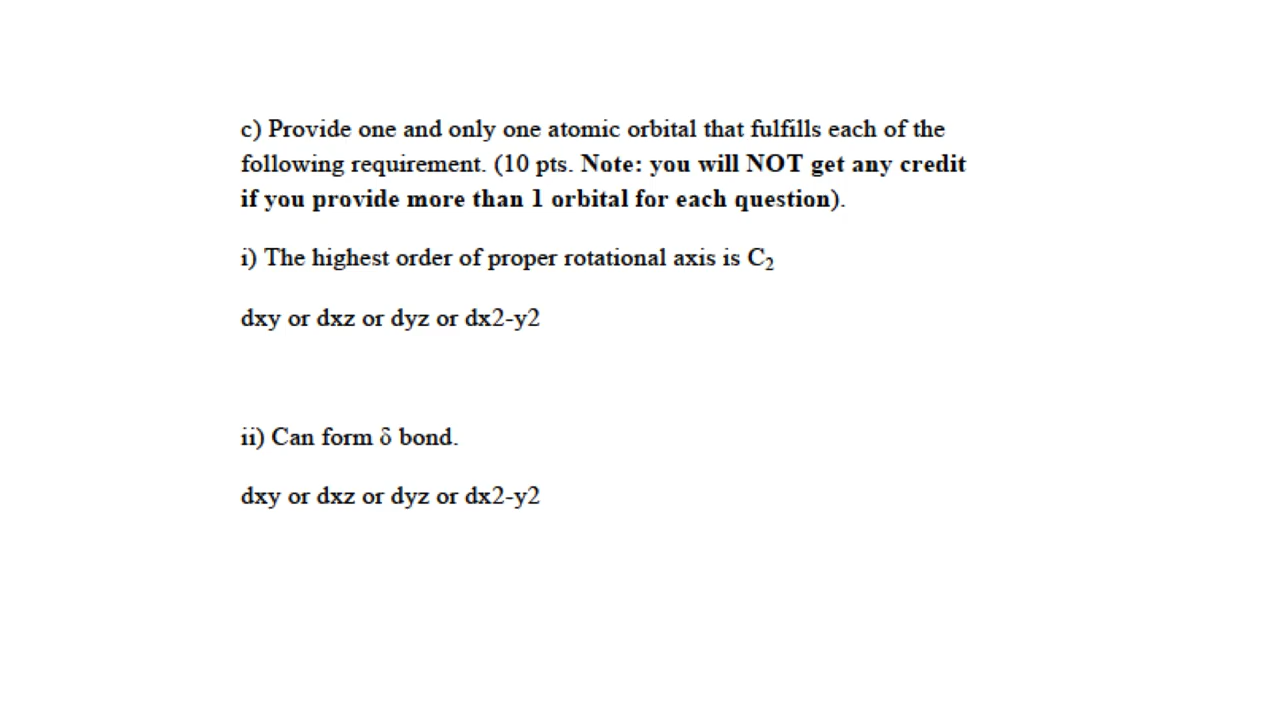 c) Provide one and only one atomic orbital that fulfills each of the
following requirement. (10 pts. Note: you will NOT get any credit
if you provide more than 1 orbital for each question).
i) The highest order of proper rotational axis is C₂
dxy or dxz or dyz or dx2-y2
ii) Can form δ bond.
dxy or dxz or dyz or dx2-y2